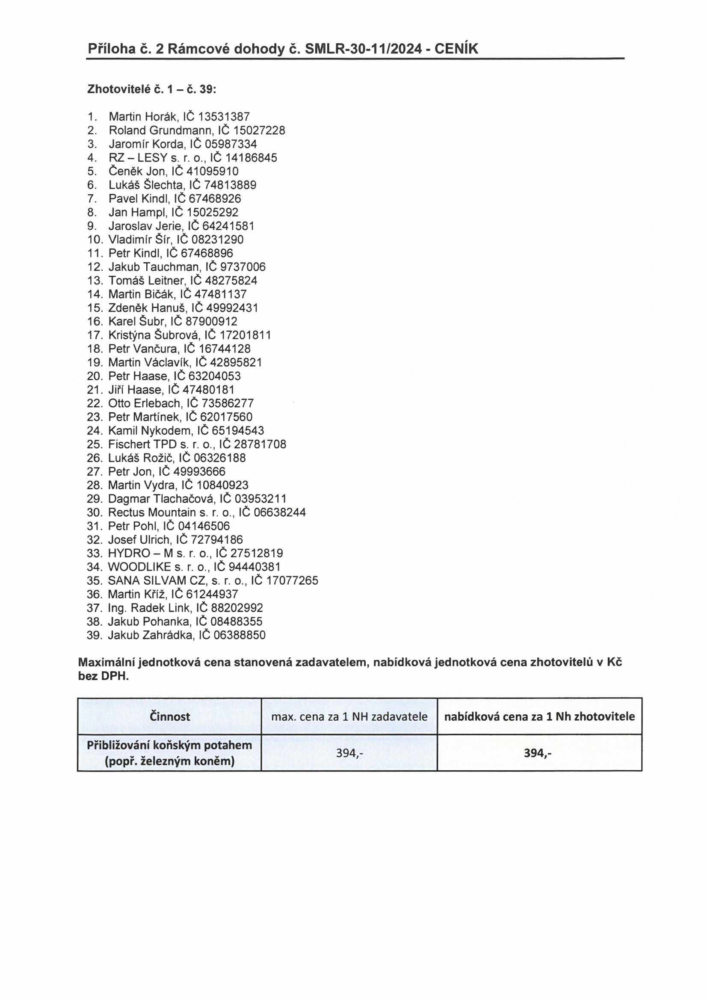 Příloha č. 2 Rámcové dohody č. SMLR-30-11/2024 - CENÍK
Zhotovitelé č. 1 – č. 39:
1. Martin Horák, IČ 13531387
2. Roland Grundmann, IČ 15027228
3. Jaromír Korda, IČ 05987334
4. RZ – LESY s. r. o., IČ 14186845
5. Čeněk Jon, IČ 41095910
6. Lukáš Šlechta, IČ 74813889
7. Pavel Kindl, IČ 67468926
8. Jan Hampl, IČ 15025292
9. Jaroslav Jerie, IČ 64241581
10. Vladimír Šír, IČ 08231290
11. Petr Kindl, IČ 67468896
12. Jakub Tauchman, IČ 9737006
13. Tomáš Leitner, IČ 48275824
14. Martin Bičák, IČ 47481137
15. Zdeněk Hanuš, IČ 49992431
16. Karel Šubr, IČ 87900912
17. Kristýna Šubrová, IČ 17201811
18. Petr Vančura, IČ 16744128
19. Martin Václavík, IČ 42895821
20. Petr Haase, IČ 63204053
21. Jiří Haase, IČ 47480181
22. Otto Erlebach, IČ 73586277
23. Petr Martínek, IČ 62017560
24. Kamil Nykodem, IČ 65194543
25. Fischert TPD s. r. o., IČ 28781708
26. Lukáš Rožič, IČ 06326188
27. Petr Jon, IČ 49993666
28. Martin Vydra, IČ 10840923
29. Dagmar Tlachačová, IČ 03953211
30. Rectus Mountain s. r. o., IČ 06638244
31. Petr Pohl, IČ 04146506
32. Josef Ulrich, IČ 72794186
33. HYDRO – M s. r. o., IČ 27512819
34. WOODLIKE s. r. o., IČ 94440381
35. SANA SILVAM CZ, s. r. o., IČ 17077265
36. Martin Kříž, IČ 61244937
37. Ing. Radek Link, IČ 88202992
38. Jakub Pohanka, IČ 08488355
39. Jakub Zahrádka, IČ 06388850
Maximální jednotková cena stanovená zadavatelem, nabídková jednotková cena zhotovitelů v Kč
bez DPH.
Činnost max. cena za 1 NH zadavatele nabídková cena za 1 Nh zhotovitele
Přibližování koňským potahem
(popř. železným koněm) 394,- 394,-